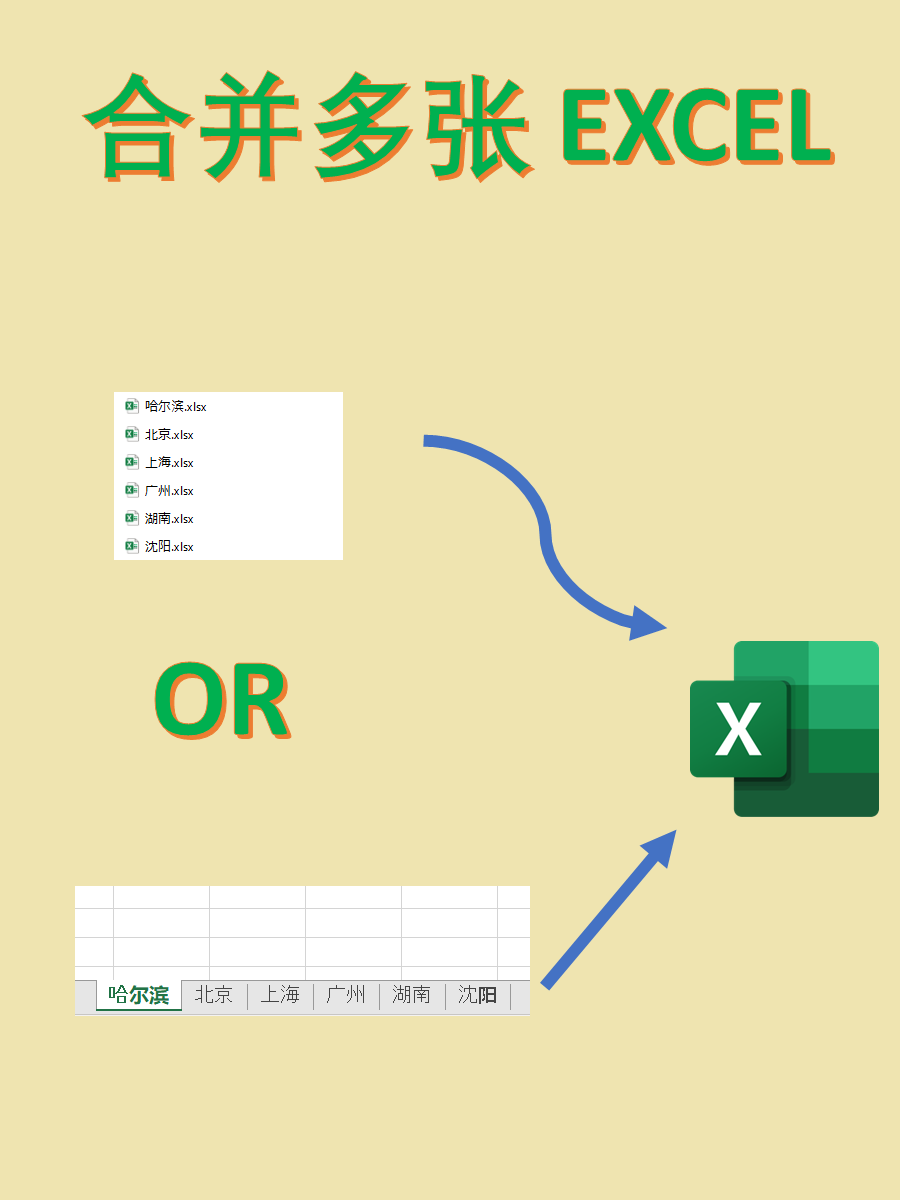 合并多张 EXCEL
哈尔滨.xlsx
北京.xlsx
上海.xlsx
广州.xlsx
湖南.xlsx
沈阳.xlsx
OR
X
哈尔滨 北京 上海 广州 湖南 沈阳